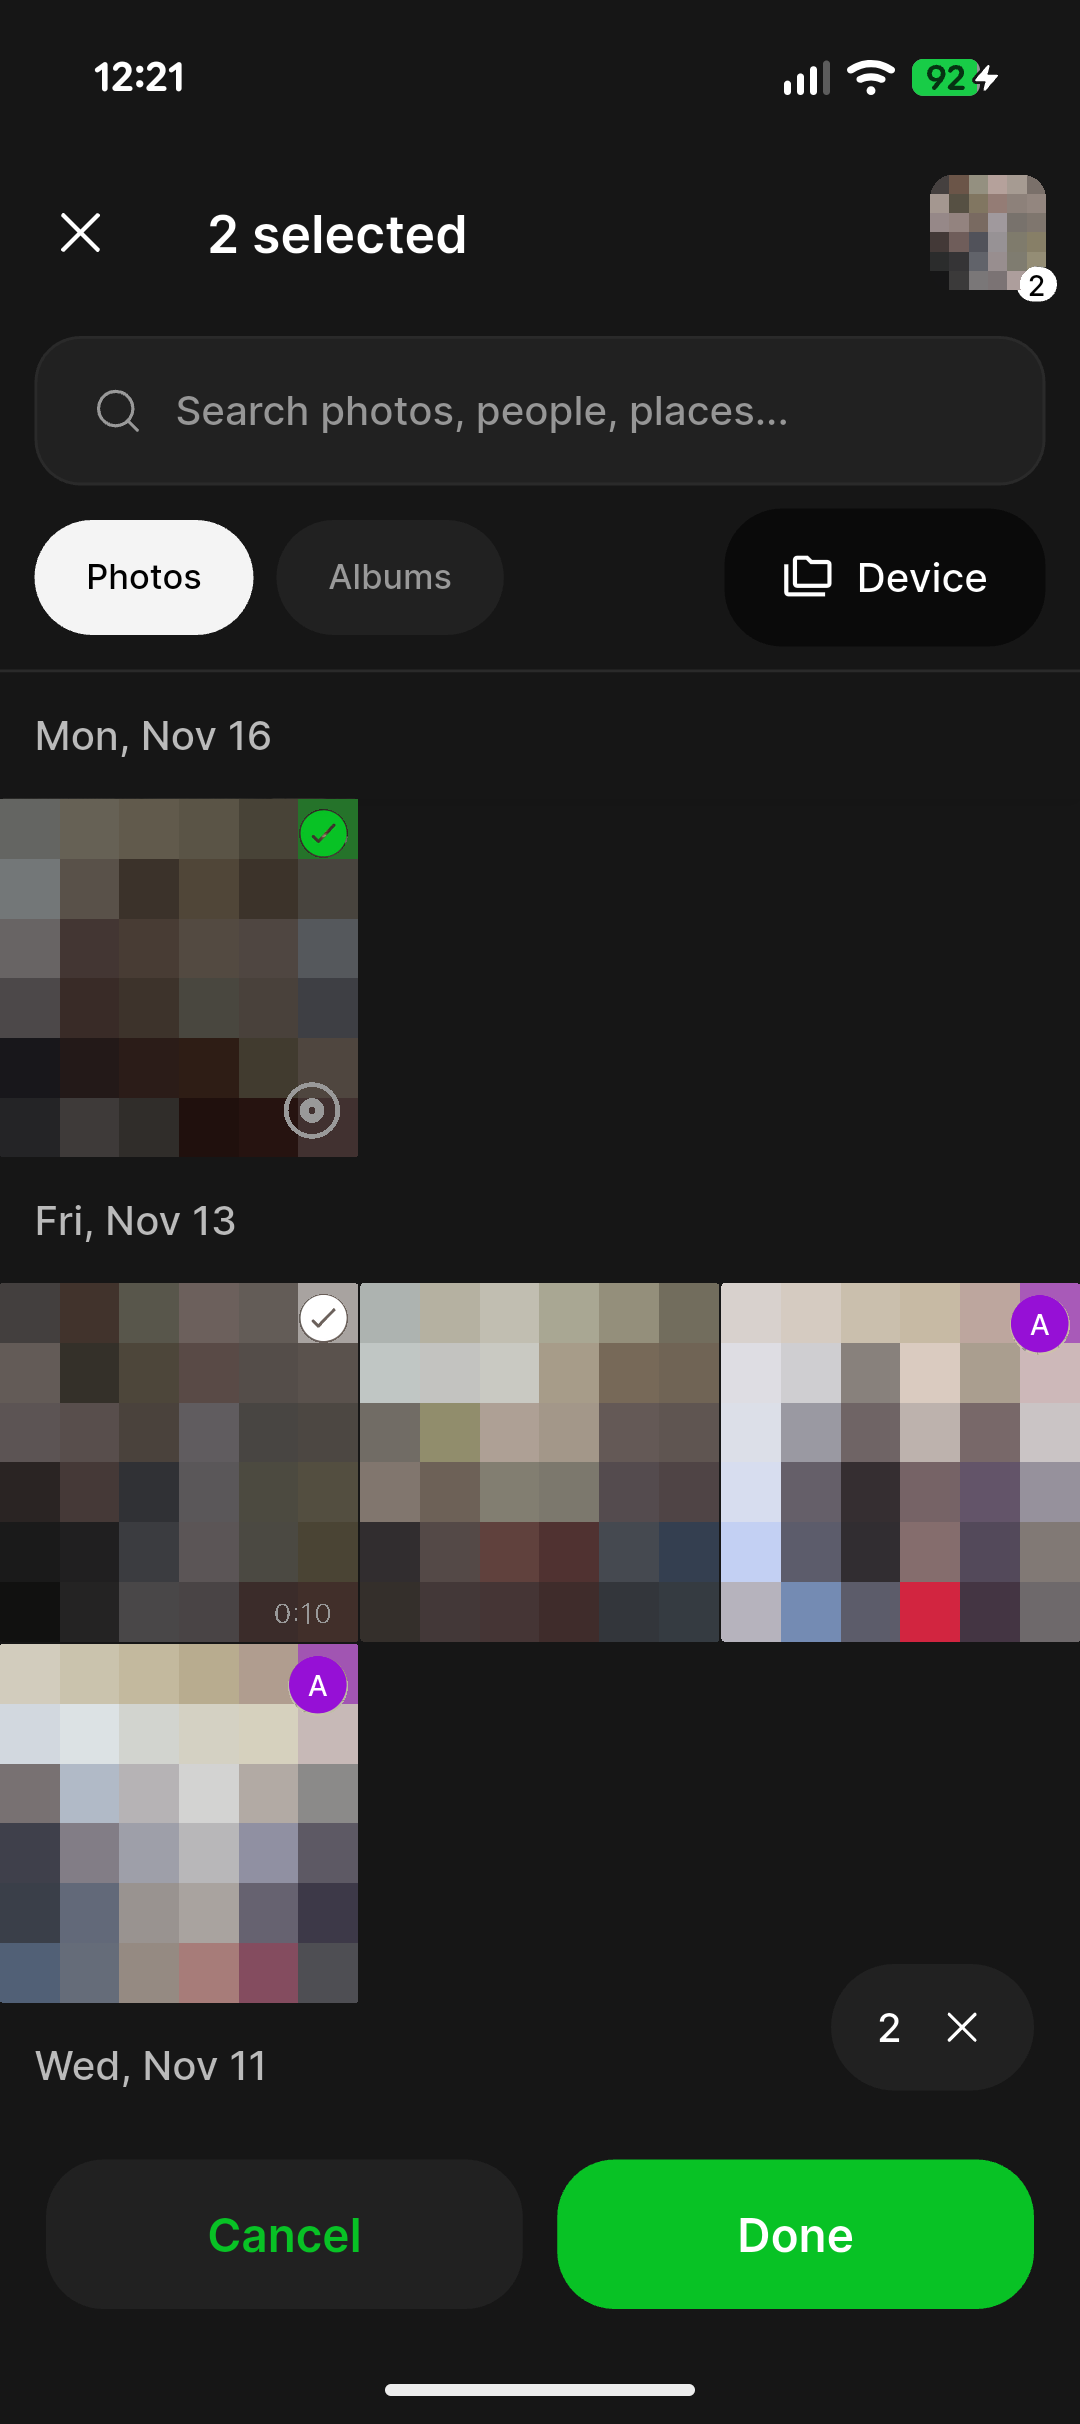 12:21
92
2 selected
2
Search photos, people, places...
Photos
Albums
Device
Mon, Nov 16
Fri, Nov 13
A
0:10
A
2
Wed, Nov 11
Cancel
Done